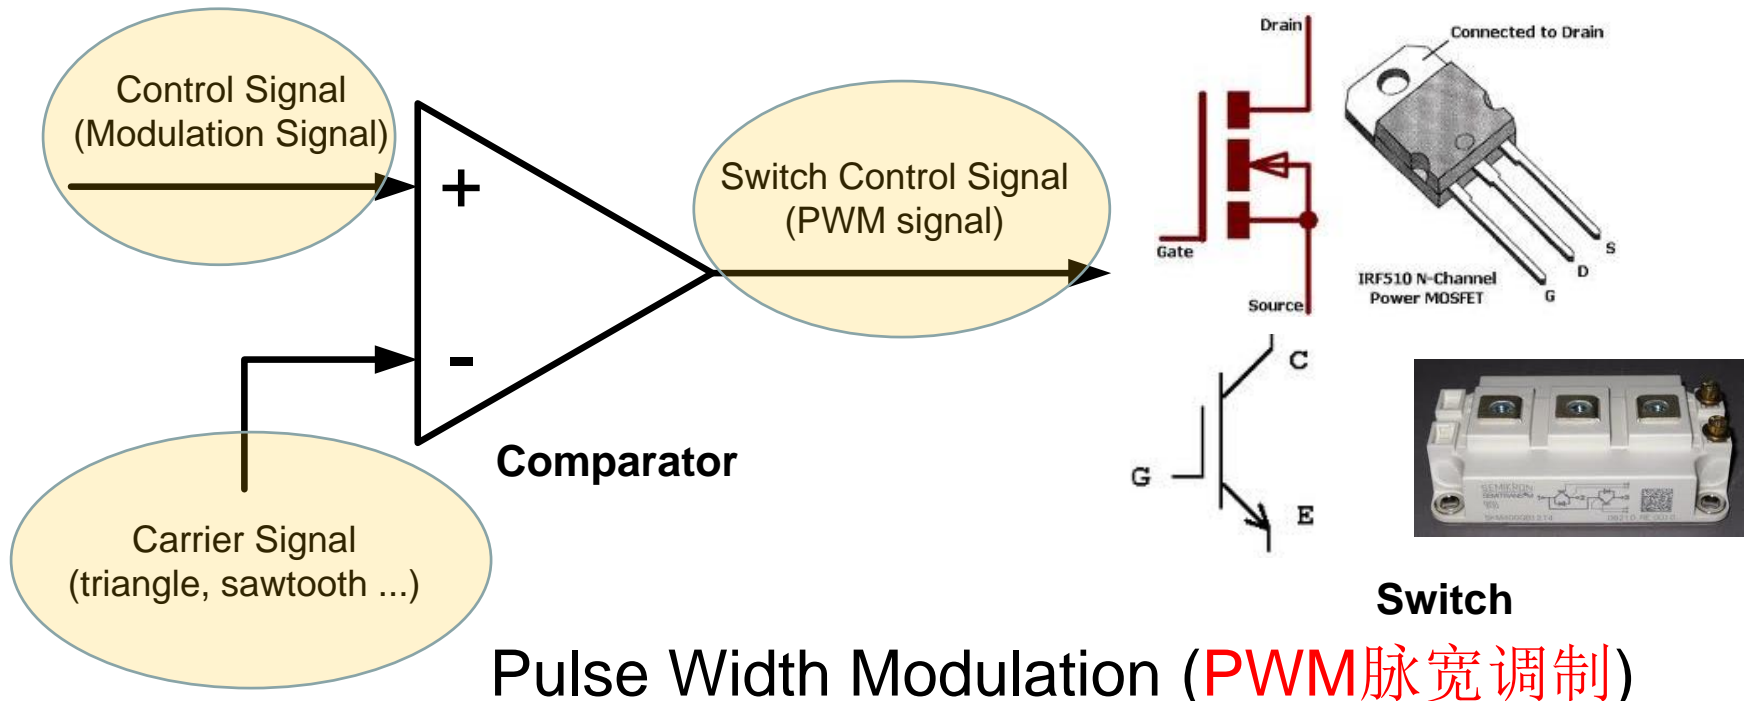 Control Signal
(Modulation Signal)
+
-
Comparator
Carrier Signal
(triangle, sawtooth ...)
Switch Control Signal
(PWM signal)
Drain
Gate
Source
Connected to Drain
S
D
G
IRF510 N-Channel
Power MOSFET
C
G
E
SEMIKRON
Switch
Pulse Width Modulation (PWM脉宽调制)